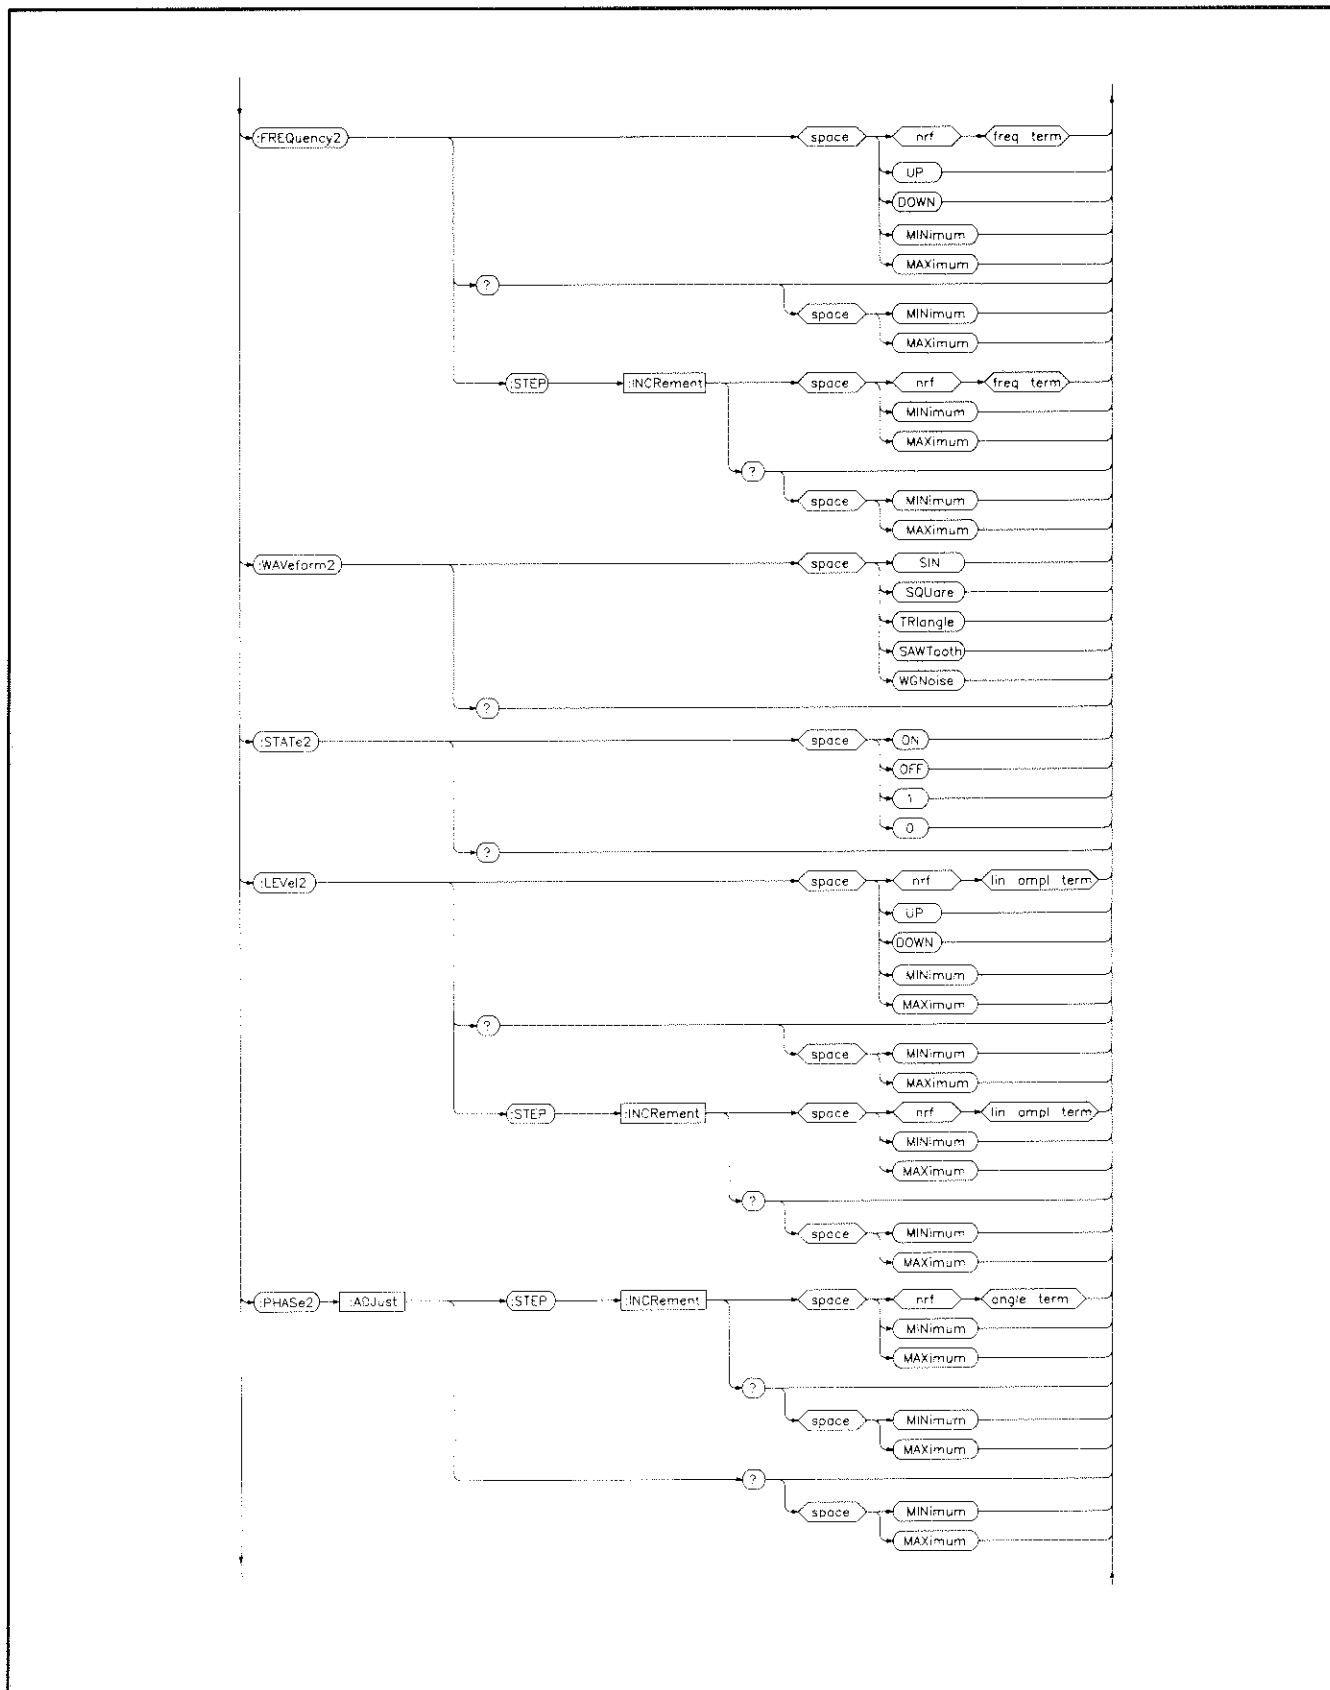 :FREQuency2 space nrf freq term
UP
DOWN
MINimum
MAXimum
?
space MINimum
MAXimum
:STEP :INCRement space nrf freq term
MINimum
MAXimum
?
space MINimum
MAXimum
:WAVeform2 space SIN
SQUare
TRIangle
SAWTooth
WGNoise
?
:STATe2 space ON
OFF
1
0
?
:LEVel2 space nrf lin ampl term
UP
DOWN
MINimum
MAXimum
?
space MINimum
MAXimum
:STEP :INCRement space nrf lin ampl term
MINimum
MAXimum
?
space MINimum
MAXimum
:PHASe2 :ADJust :STEP :INCRement space nrf angle term
MINimum
MAXimum
?
space MINimum
MAXimum
?
space MINimum
MAXimum